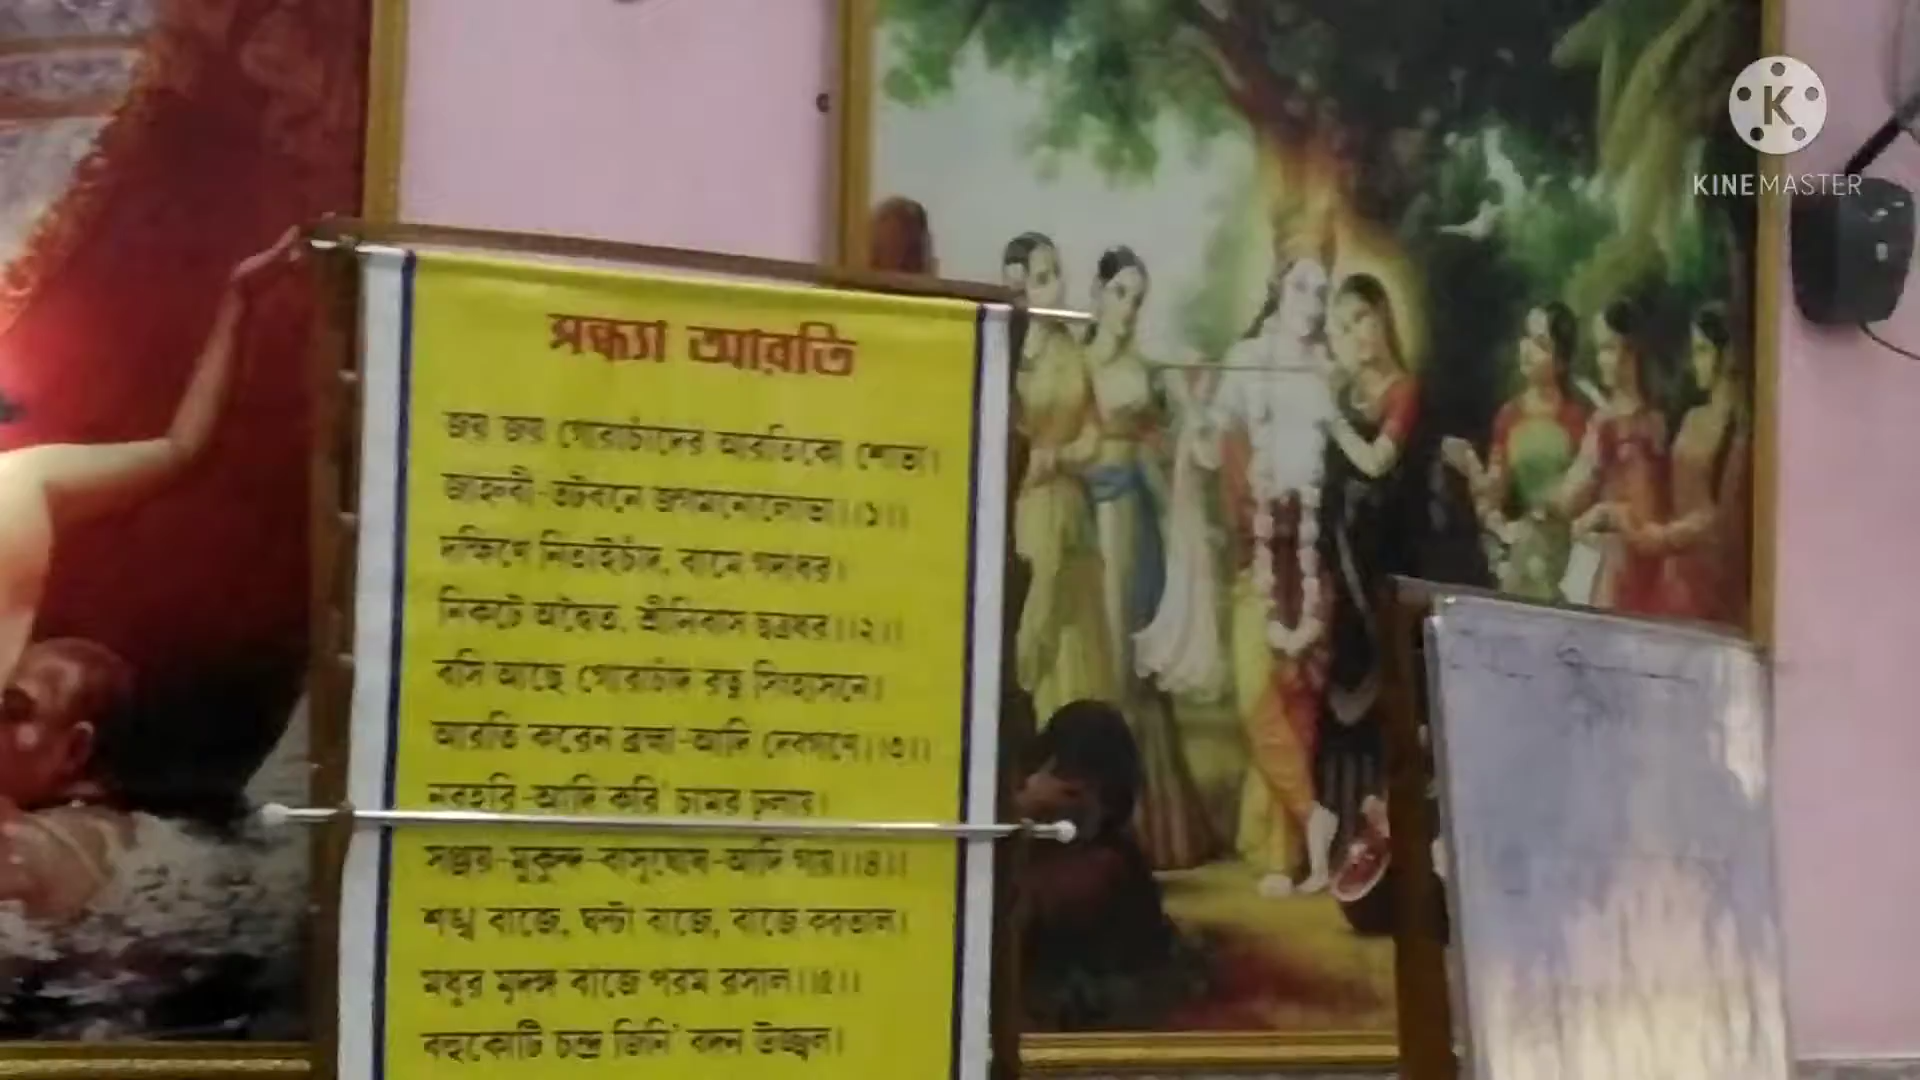 সন্ধ্যা আরতি
জয় জয় গোরাচাঁদের আরতিকো শোভা।
জাহ্নবী-তটবনে জগমনোলোভা।।১।।
দক্ষিণে নিতাইচাঁদ, বামে গদাধর।
নিকটে অদ্বৈত, শ্রীনিবাস ছত্রধর।।২।।
বসি আছে গোরাচাঁদ রত্ন সিংহাসনে।
আরতি করেন ব্রহ্মা-আদি দেবগণে।।৩।।
নরহরি-আদি করি' চামর ঢুলায়।
সঞ্জয়-মুকুন্দ-বাসুঘোষ-আদি গায়।।৪।।
শঙ্খ বাজে, ঘন্টা বাজে, বাজে করতাল।
মধুর মৃদঙ্গ বাজে পরম রসাল।।৫।।
বহুকোটি চন্দ্র জিনি' বদন উজ্জ্বল।
KINEMASTER